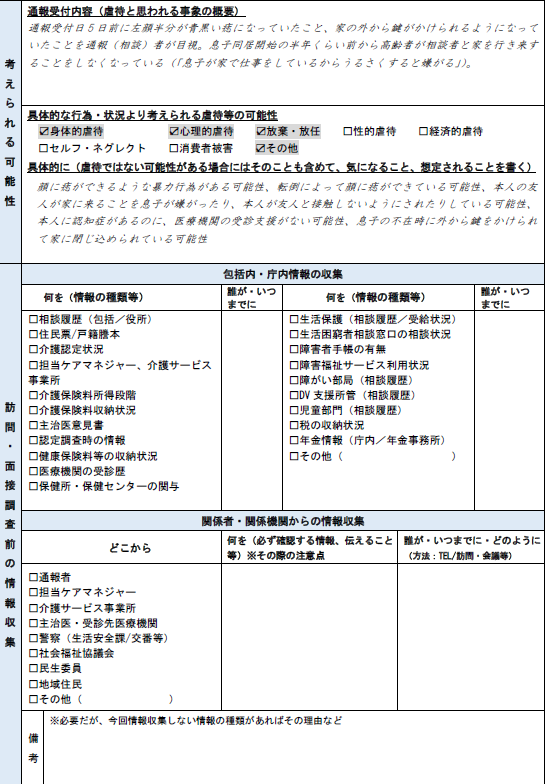 考えられる可能性
通報受付内容（虐待と思われる事象の概要）
通報受付日５日前に左顔半分が青黒い痣になっていたこと、家の外から鍵がかけられるようになって
いたことを通報（相談）者が目視。息子同居開始の半年くらい前から高齢者が相談者と家を行き来す
ることをしなくなっている（「息子が家で仕事をしているからうるさくすると嫌がる」）。
具体的な行為・状況より考えられる虐待等の可能性
☑身体的虐待 ☑心理的虐待 ☑放棄・放任 □性的虐待 □経済的虐待
□セルフ・ネグレクト □消費者被害 ☑その他
具体的に（虐待ではない可能性がある場合にはそのことも含めて、気になること、想定されることを書く）
顔に痣ができるような暴力行為がある可能性、転倒によって顔に痣ができている可能性、本人の友
人が家に来ることを息子が嫌がったり、本人が友人と接触しないようにされたりしている可能性、
本人に認知症があるのに、医療機関の受診支援がない可能性、息子の不在時に外から鍵をかけられ
て家に閉じ込められている可能性
訪問・面接調査前の情報収集
包括内・庁内情報の収集
何を（情報の種類等）
誰が・いつ
までに
何を（情報の種類等）
誰が・いつ
までに
□相談履歴（包括／役所）
□住民票/戸籍謄本
□介護認定状況
□担当ケアマネジャー、介護サービス
事業所
□介護保険料所得段階
□介護保険料収納状況
□主治医意見書
□認定調査時の情報
□健康保険料等の収納状況
□医療機関の受診歴
□保健所・保健センターの関与
□生活保護（相談履歴／受給状況）
□生活困窮者相談窓口の相談状況
□障害者手帳の有無
□障害福祉サービス利用状況
□障がい部局（相談履歴）
□DV 支援所管（相談履歴）
□児童部門（相談履歴）
□税の収納状況
□年金情報（庁内／年金事務所）
□その他（ ）
関係者・関係機関からの情報収集
どこから
何を（必ず確認する情報、伝えること
等）※その際の注意点
誰が・いつまでに・どのように
（方法：TEL/訪問・会議等）
□通報者
□担当ケアマネジャー
□介護サービス事業所
□主治医・受診先医療機関
□警察（生活安全課/交番等）
□社会福祉協議会
□民生委員
□地域住民
□その他（ ）
備考
※必要だが、今回情報収集しない情報の種類があればその理由など